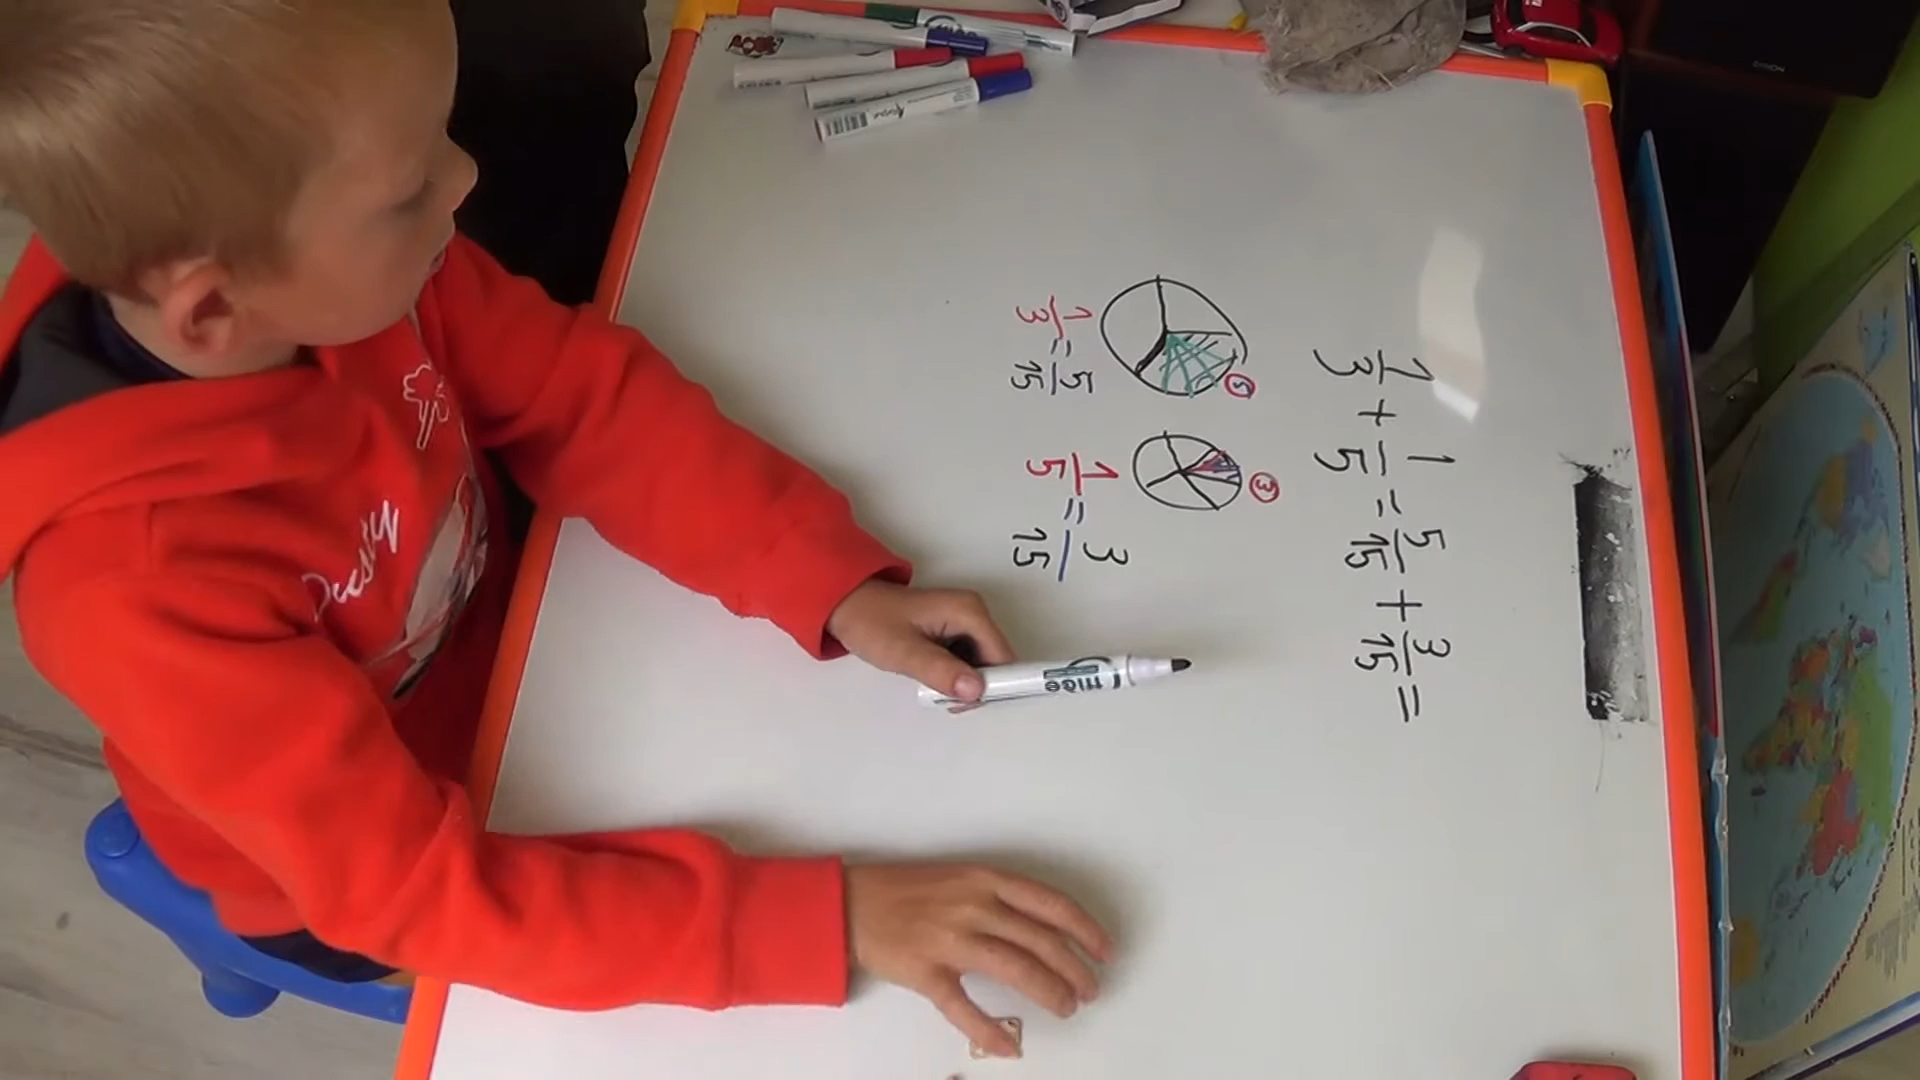 1/3 + 1/5 = 5/15 + 3/15 =
5
3
1/3 = 5/15
1/5 = 3/15